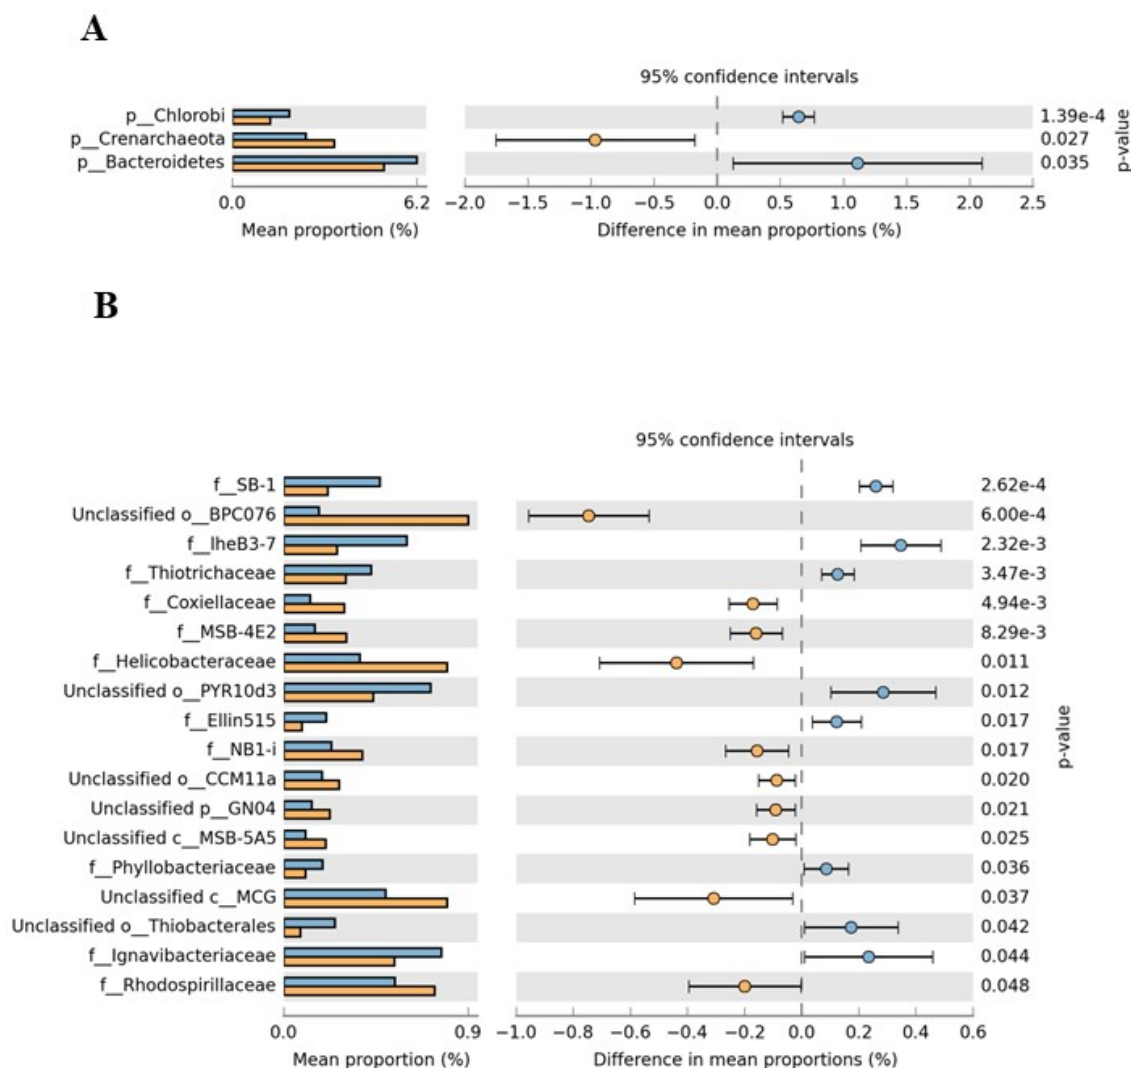 A
95% confidence intervals
p__Chlorobi 1.39e-4
p__Crenarchaeota 0.027
p__Bacteroidetes 0.035
p-value
0.0 6.2 −2.0 −1.5 −1.0 −0.5 0.0 0.5 1.0 1.5 2.0 2.5
Mean proportion (%) Difference in mean proportions (%)
B
95% confidence intervals
f__SB-1 2.62e-4
Unclassified o__BPC076 6.00e-4
f__lheB3-7 2.32e-3
f__Thiotrichaceae 3.47e-3
f__Coxiellaceae 4.94e-3
f__MSB-4E2 8.29e-3
f__Helicobacteraceae 0.011
Unclassified o__PYR10d3 0.012
f__Ellin515 0.017
f__NB1-i 0.017
Unclassified o__CCM11a 0.020
Unclassified p__GN04 0.021
Unclassified c__MSB-5A5 0.025
f__Phyllobacteriaceae 0.036
Unclassified c__MCG 0.037
Unclassified o__Thiobacterales 0.042
f__Ignavibacteriaceae 0.044
f__Rhodospirillaceae 0.048
p-value
0.0 0.9 −1.0 −0.8 −0.6 −0.4 −0.2 0.0 0.2 0.4 0.6
Mean proportion (%) Difference in mean proportions (%)